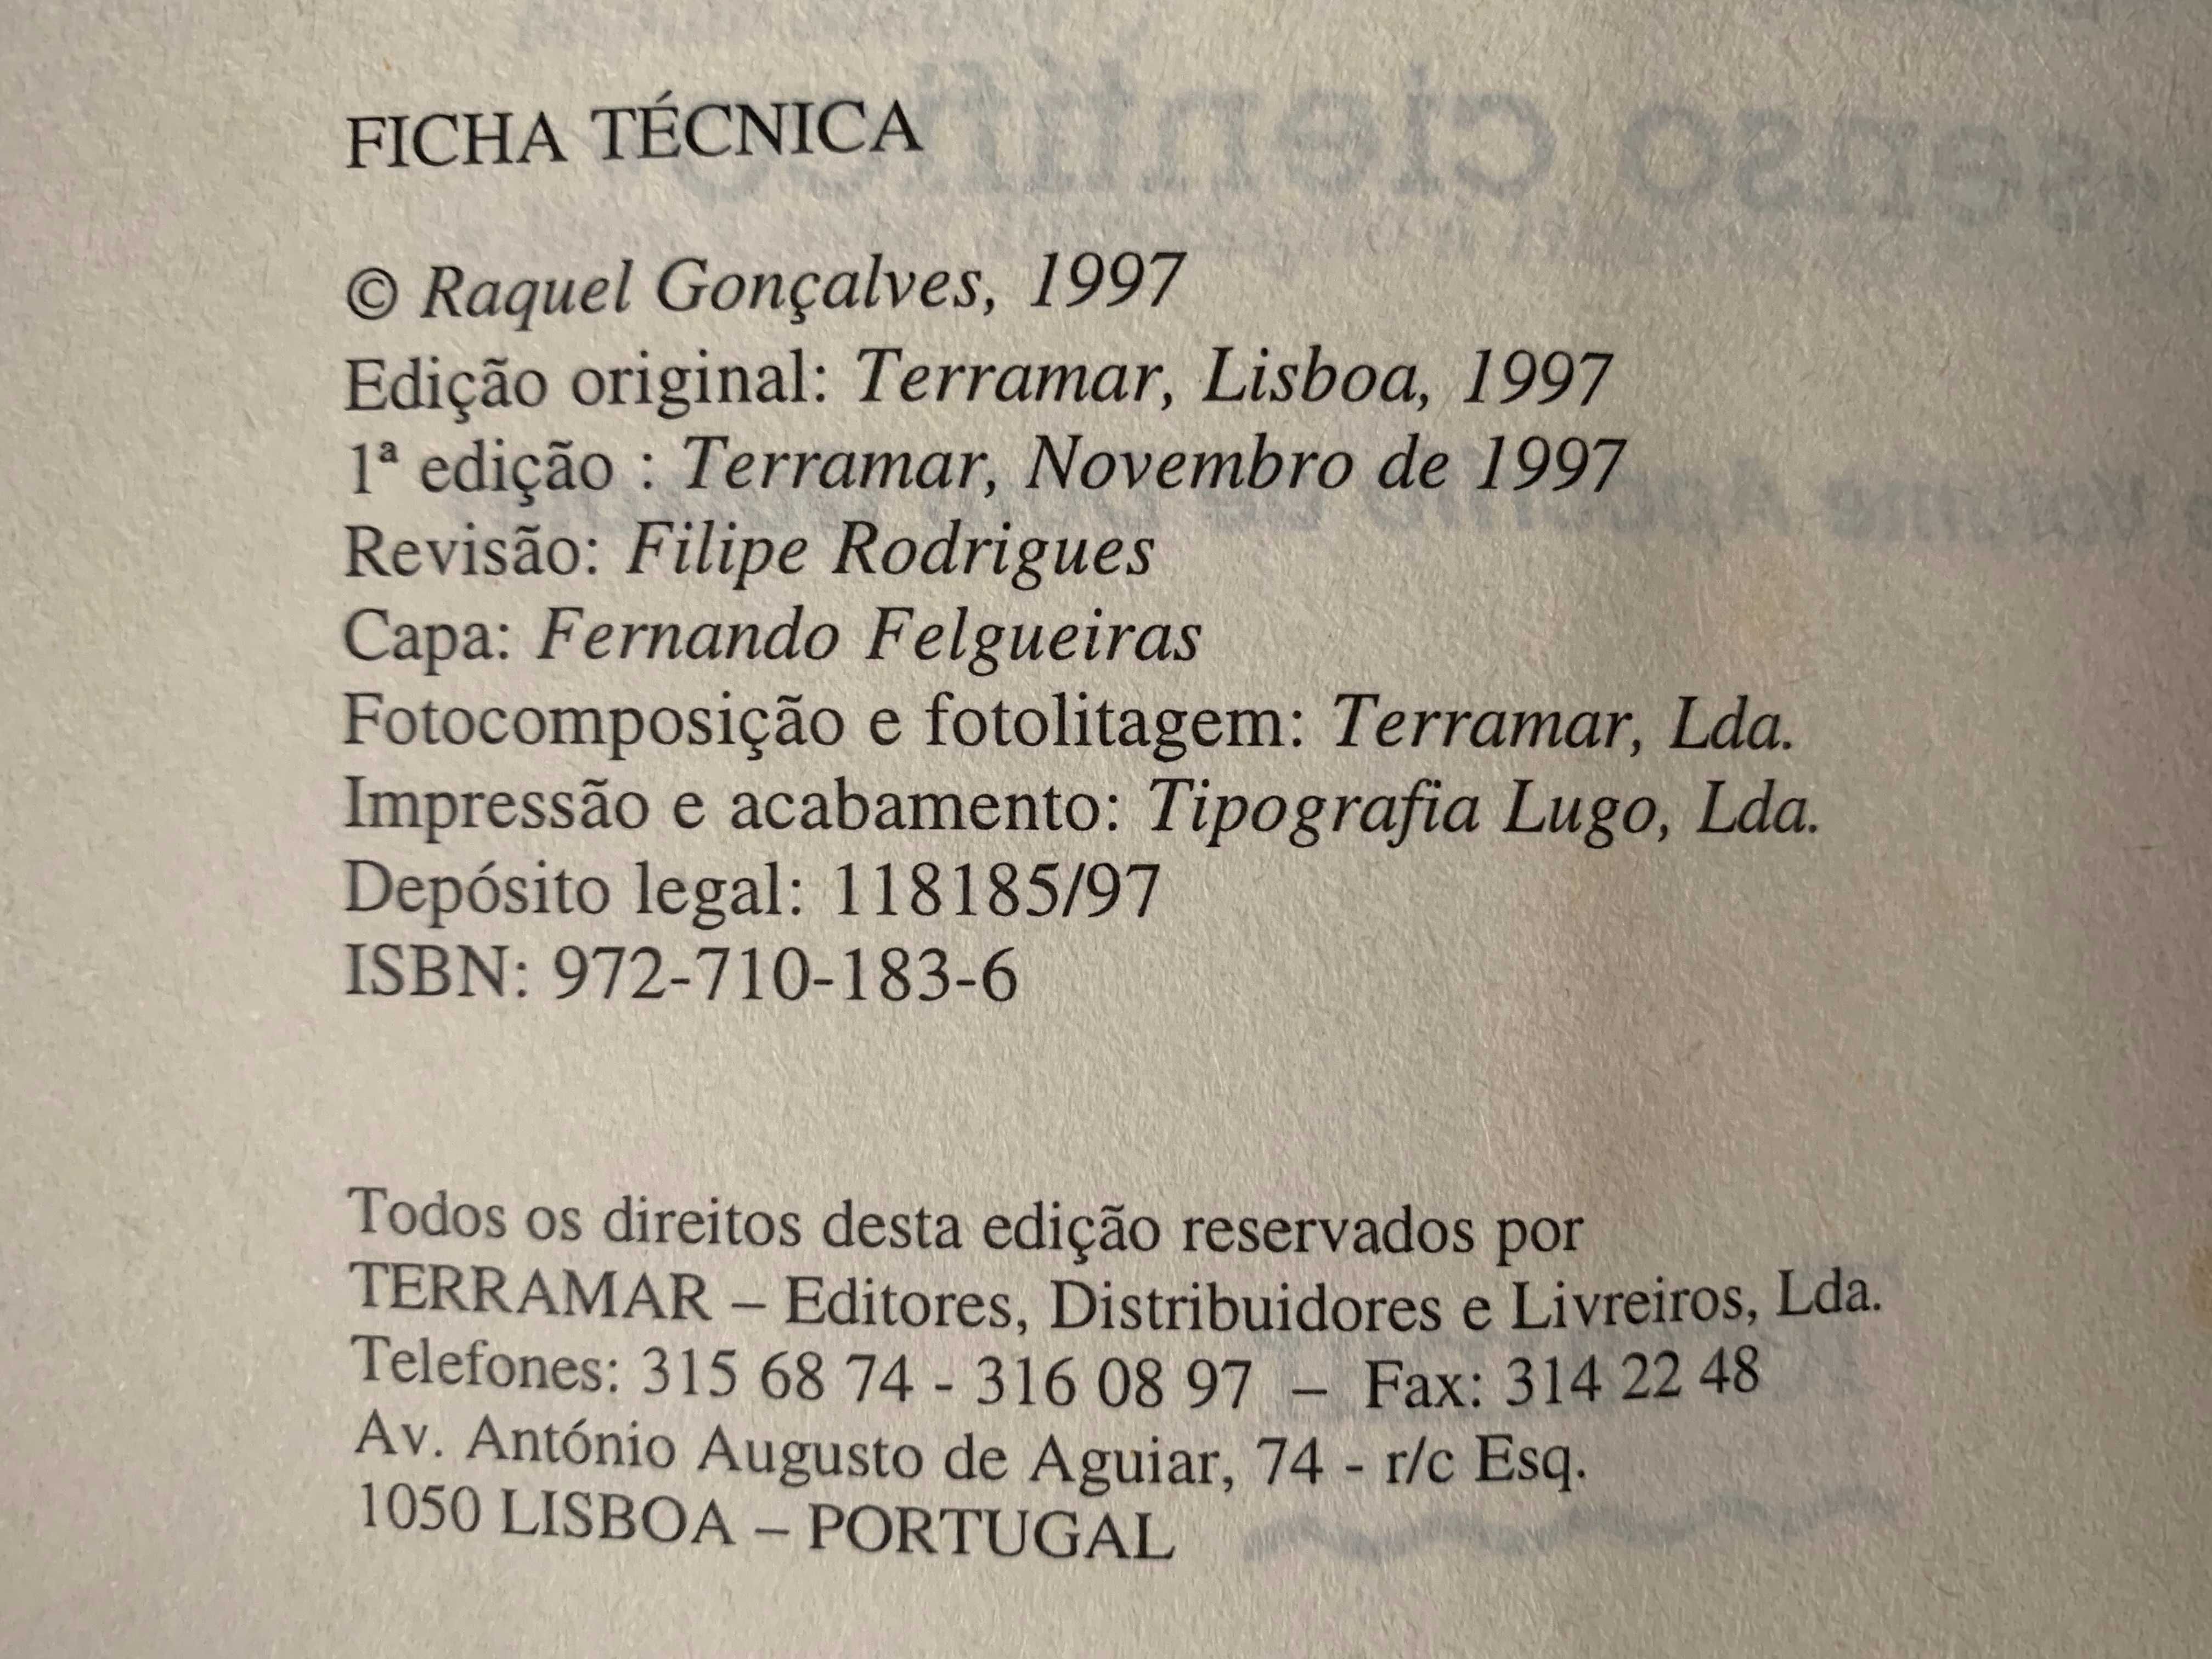 FICHA TÉCNICA
© Raquel Gonçalves, 1997
Edição original: Terramar, Lisboa, 1997
1ª edição : Terramar, Novembro de 1997
Revisão: Filipe Rodrigues
Capa: Fernando Felgueiras
Fotocomposição e fotolitagem: Terramar, Lda.
Impressão e acabamento: Tipografia Lugo, Lda.
Depósito legal: 118185/97
ISBN: 972-710-183-6
Todos os direitos desta edição reservados por
TERRAMAR – Editores, Distribuidores e Livreiros, Lda.
Telefones: 315 68 74 - 316 08 97 – Fax: 314 22 48
Av. António Augusto de Aguiar, 74 - r/c Esq.
1050 LISBOA – PORTUGAL